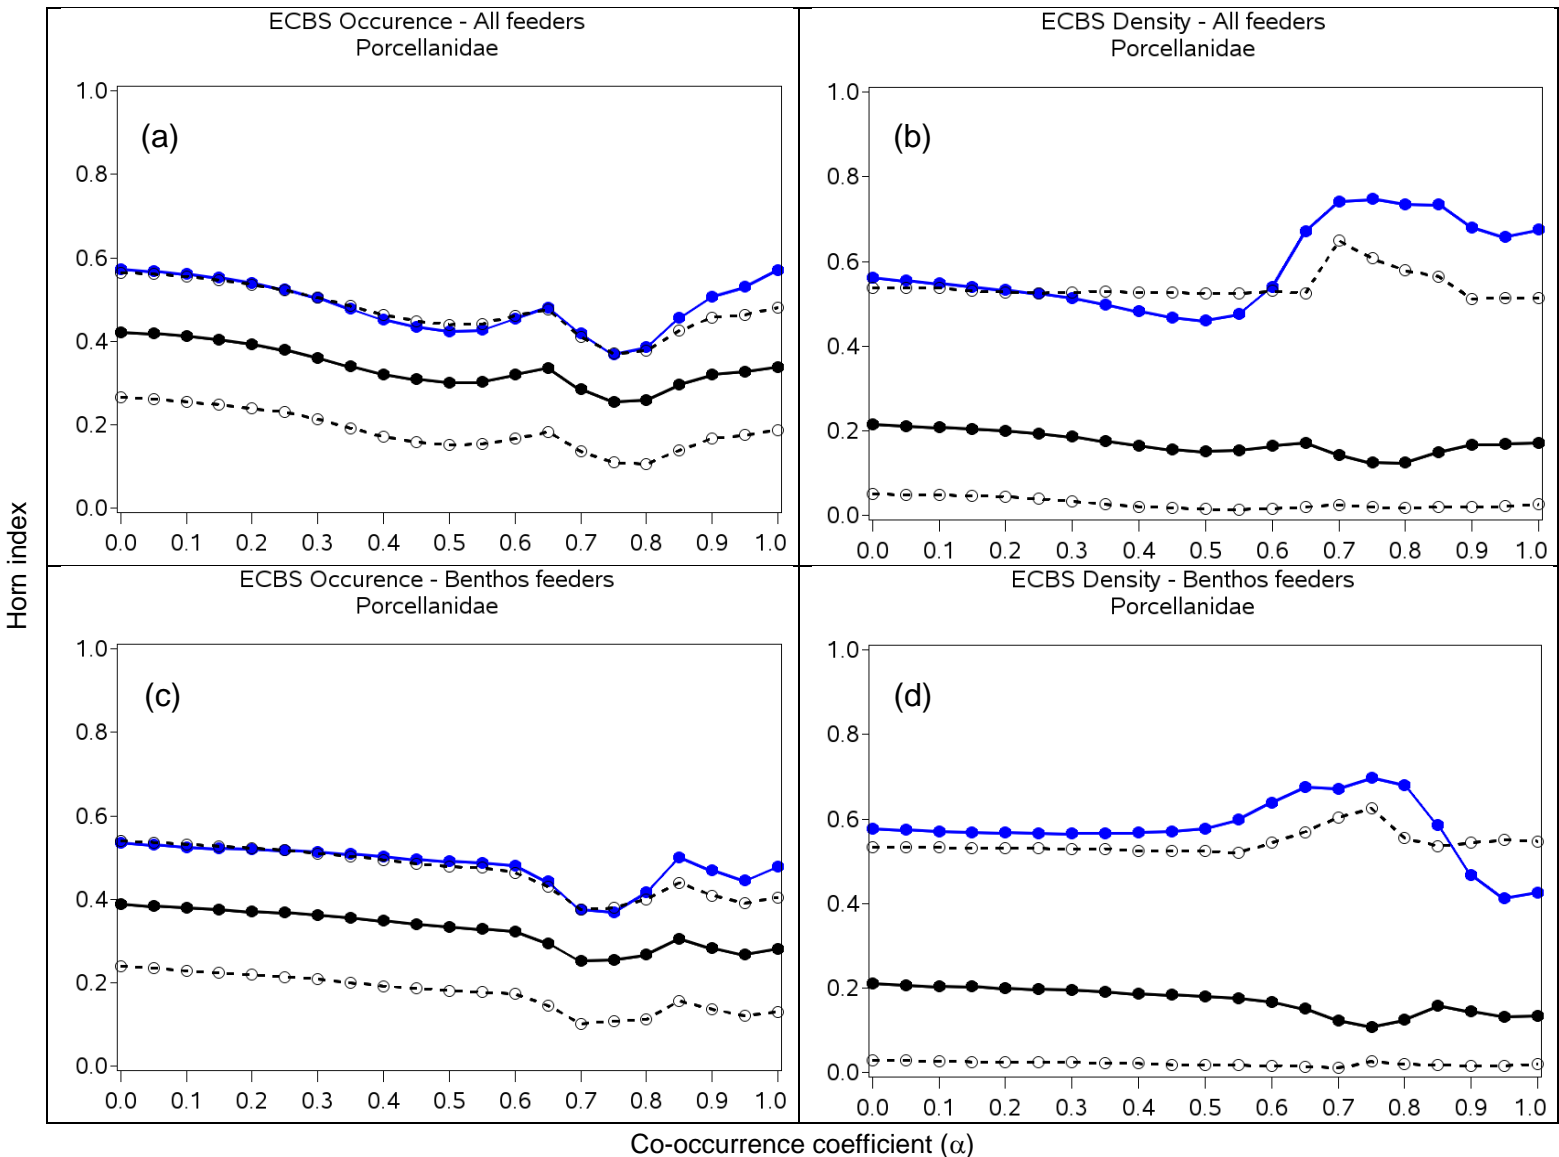 ECBS Occurence - All feeders
Porcellanidae
(a)
1.0
0.8
0.6
0.4
0.2
0.0
0.0 0.1 0.2 0.3 0.4 0.5 0.6 0.7 0.8 0.9 1.0
ECBS Density - All feeders
Porcellanidae
(b)
1.0
0.8
0.6
0.4
0.2
0.0
0.0 0.1 0.2 0.3 0.4 0.5 0.6 0.7 0.8 0.9 1.0
ECBS Occurence - Benthos feeders
Porcellanidae
(c)
1.0
0.8
0.6
0.4
0.2
0.0
0.0 0.1 0.2 0.3 0.4 0.5 0.6 0.7 0.8 0.9 1.0
ECBS Density - Benthos feeders
Porcellanidae
(d)
1.0
0.8
0.6
0.4
0.2
0.0
0.0 0.1 0.2 0.3 0.4 0.5 0.6 0.7 0.8 0.9 1.0
Horn index
Co-occurrence coefficient (α)